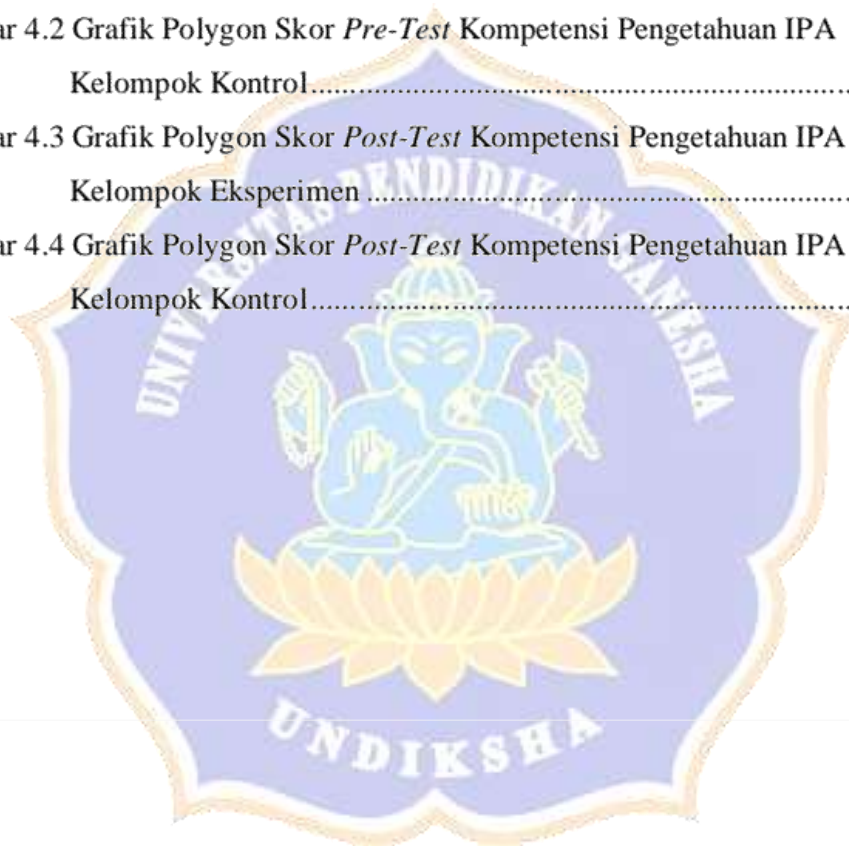 ar 4.2 Grafik Polygon Skor Pre-Test Kompetensi Pengetahuan IPA
Kelompok Kontrol................................................................................
ar 4.3 Grafik Polygon Skor Post-Test Kompetensi Pengetahuan IPA
Kelompok Eksperimen ........................................................................
ar 4.4 Grafik Polygon Skor Post-Test Kompetensi Pengetahuan IPA
Kelompok Kontrol................................................................................
UNIVERSITAS PENDIDIKAN GANESHA
UNDIKSHA